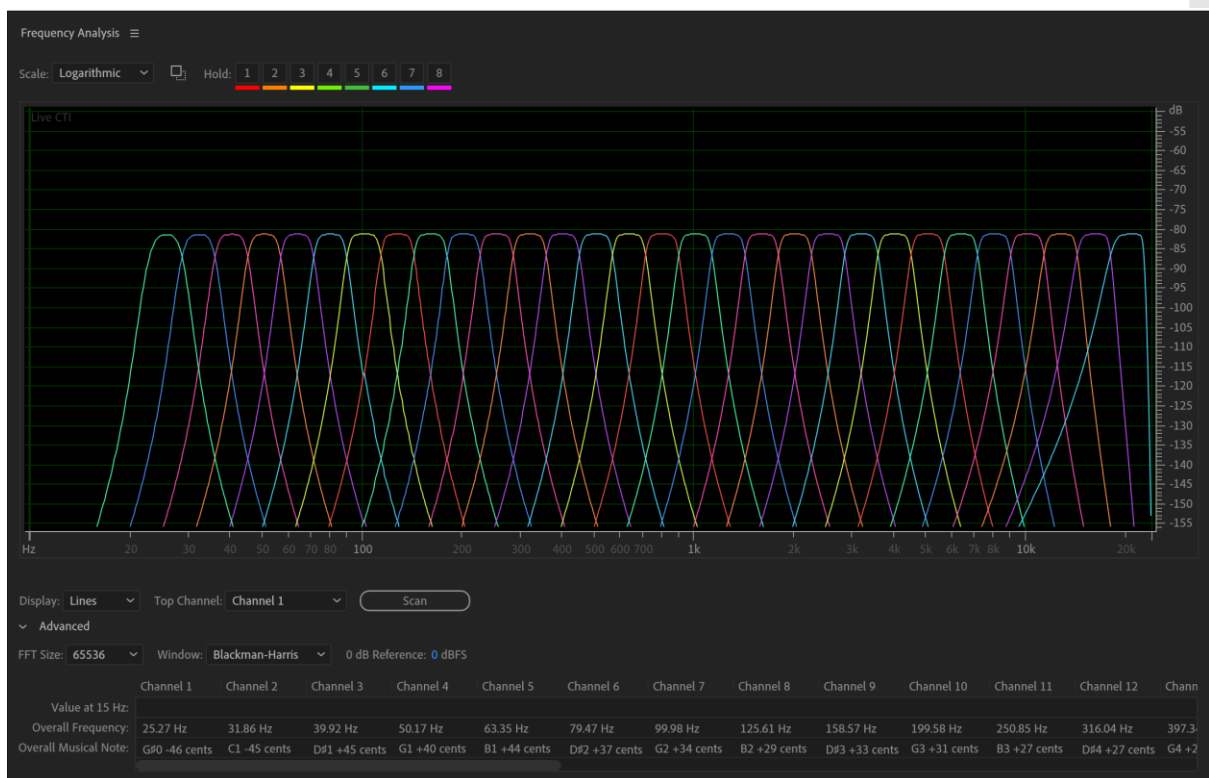 Frequency Analysis
Scale: Logarithmic Hold: 1 2 3 4 5 6 7 8
Live CTI
dB
-55
-60
-65
-70
-75
-80
-85
-90
-95
-100
-105
-110
-115
-120
-125
-130
-135
-140
-145
-150
-155
Hz 20 30 40 50 60 70 80 100 200 300 400 500 600 700 1k 2k 3k 4k 5k 6k 7k 8k 10k 20k
Display: Lines Top Channel: Channel 1 Scan
Advanced
FFT Size: 65536 Window: Blackman-Harris 0 dB Reference: 0 dBFS
Channel 1 Channel 2 Channel 3 Channel 4 Channel 5 Channel 6 Channel 7 Channel 8 Channel 9 Channel 10 Channel 11 Channel 12 Chann
Value at 15 Hz:
Overall Frequency: 25.27 Hz 31.86 Hz 39.92 Hz 50.17 Hz 63.35 Hz 79.47 Hz 99.98 Hz 125.61 Hz 158.57 Hz 199.58 Hz 250.85 Hz 316.04 Hz 397.3
Overall Musical Note: G#0 -46 cents C1 -45 cents D#1 +45 cents G1 +40 cents B1 +44 cents D#2 +37 cents G2 +34 cents B2 +29 cents D#3 +33 cents G3 +31 cents B3 +27 cents D#4 +27 cents G4 +2